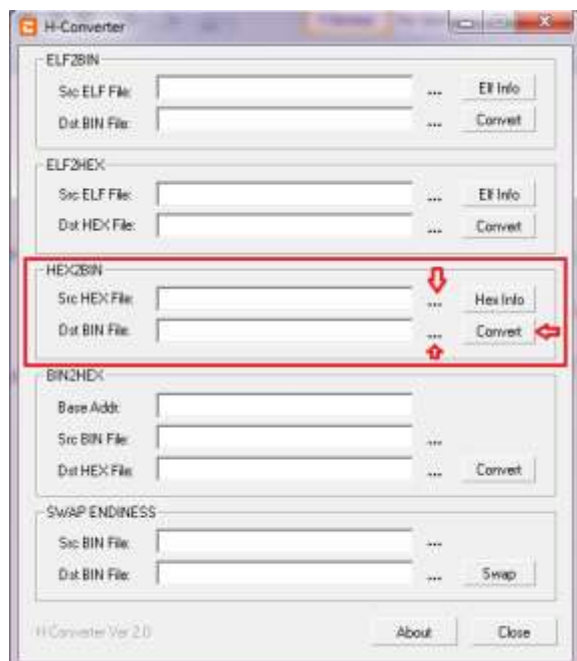 H-Converter
ELF2BIN
Src ELF File:
...
Elf Info
Dst BIN File:
...
Convert
ELF2HEX
Src ELF File:
...
Elf Info
Dst HEX File:
...
Convert
HEX2BIN
Src HEX File:
...
Hex Info
Dst BIN File:
...
Convert
BIN2HEX
Base Addr:
Src BIN File:
...
Dst HEX File:
...
Convert
SWAP ENDINESS
Src BIN File:
...
Dst BIN File:
...
Swap
H Converter Ver 2.0
About
Close